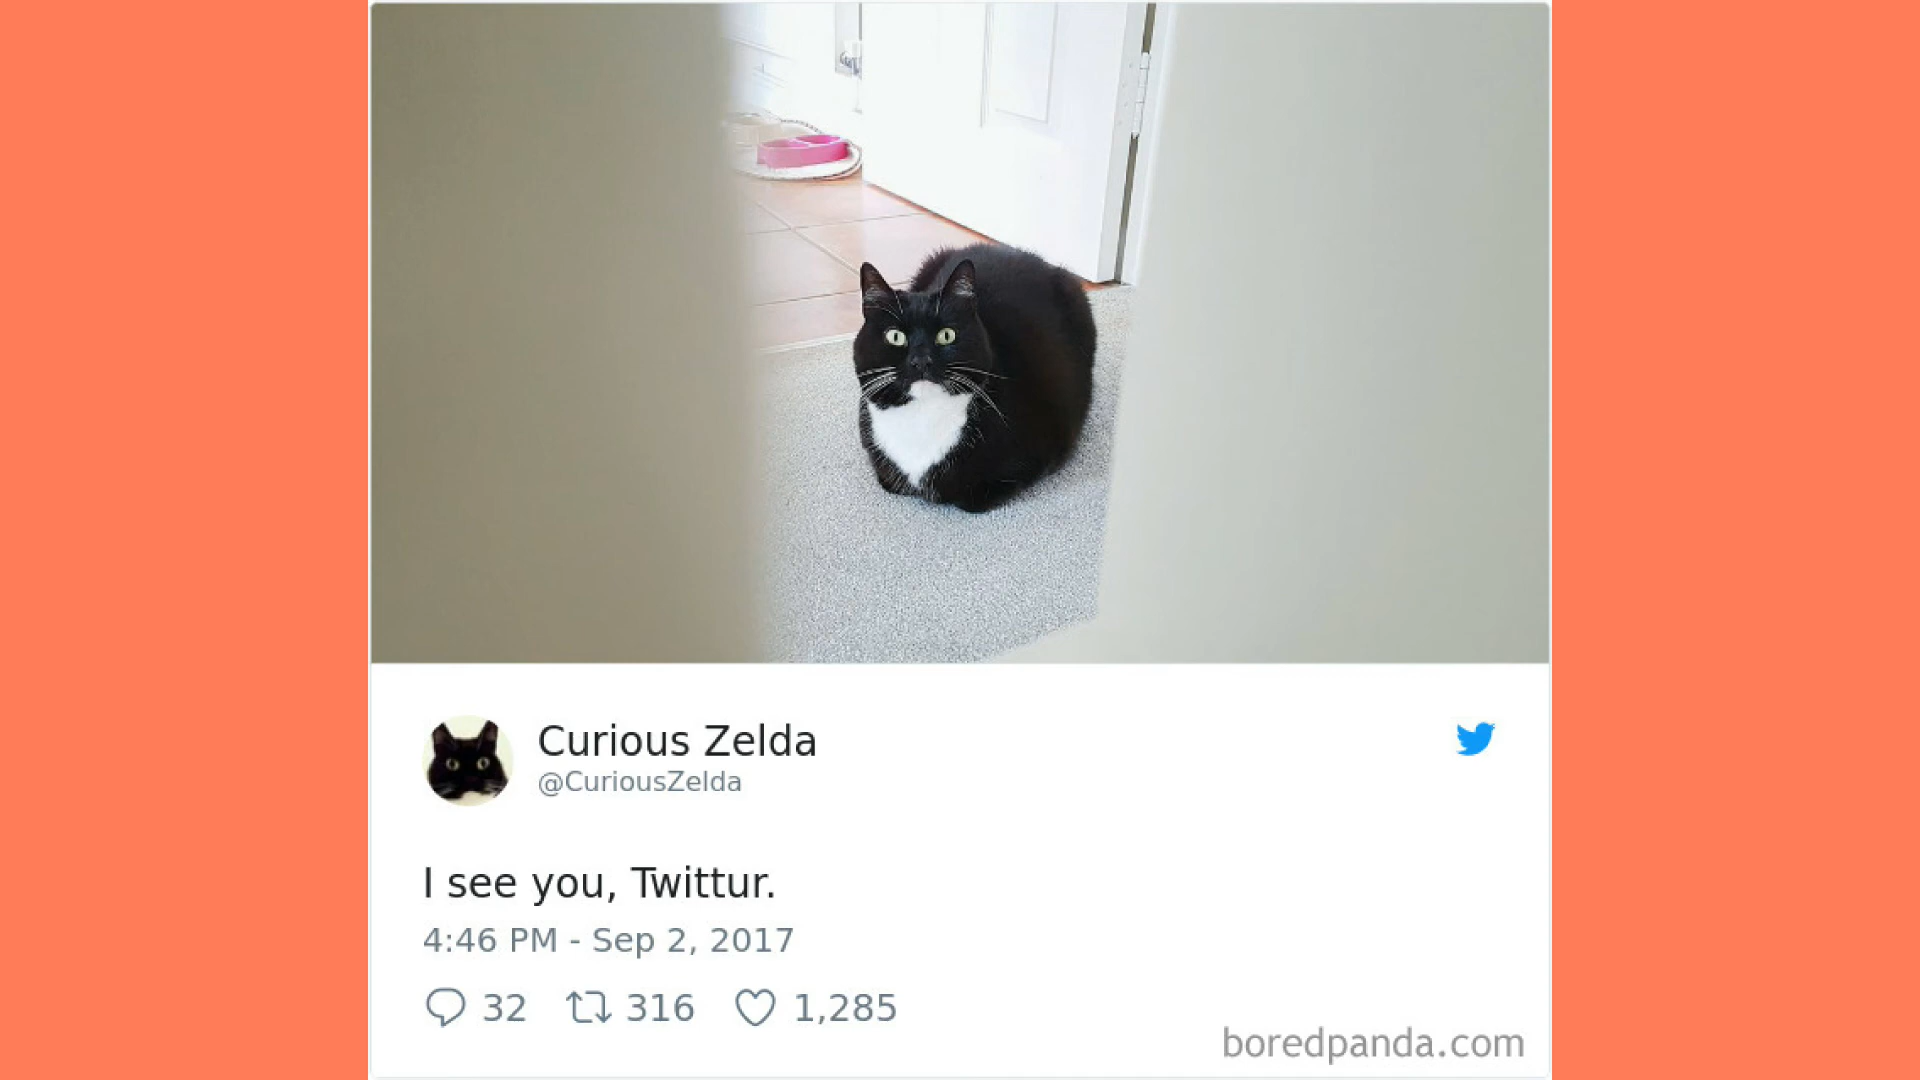 Curious Zelda
@CuriousZelda
I see you, Twittur.
4:46 PM - Sep 2, 2017
32 316 1,285
boredpanda.com